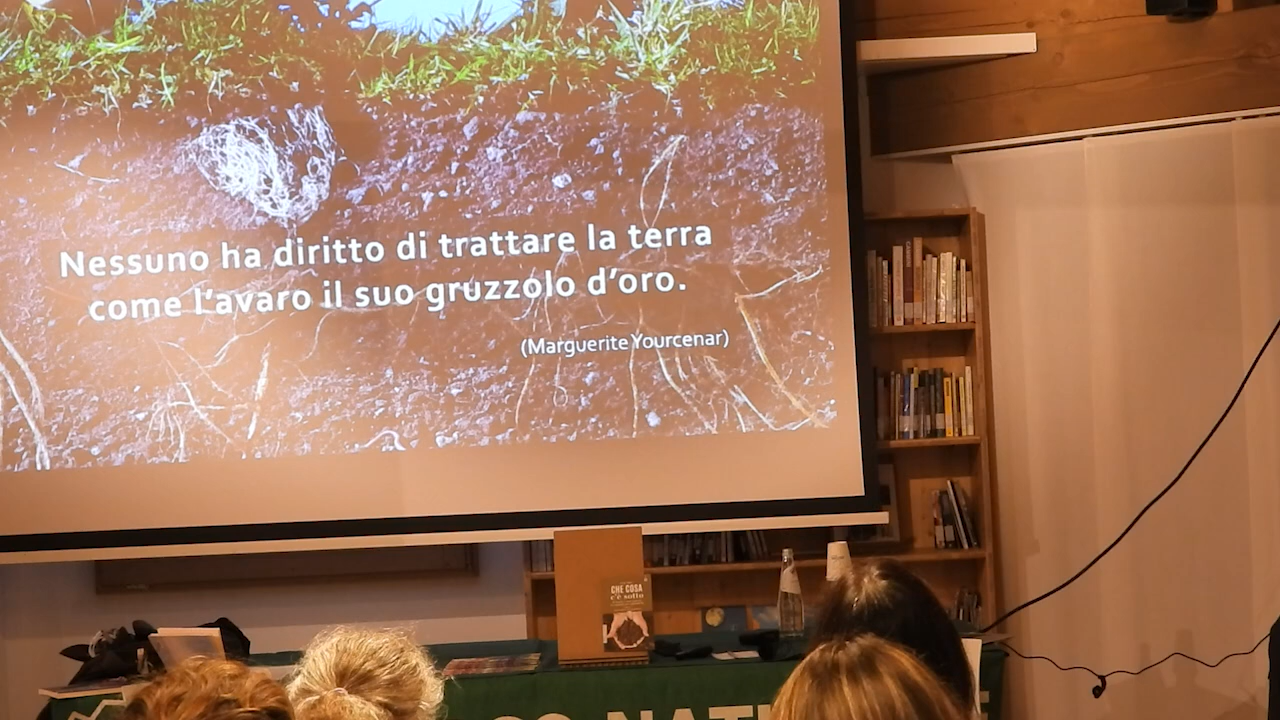 Nessuno ha diritto di trattare la terra
come l'avaro il suo gruzzolo d'oro.
(Marguerite Yourcenar)
CHE COSA
c'è sotto